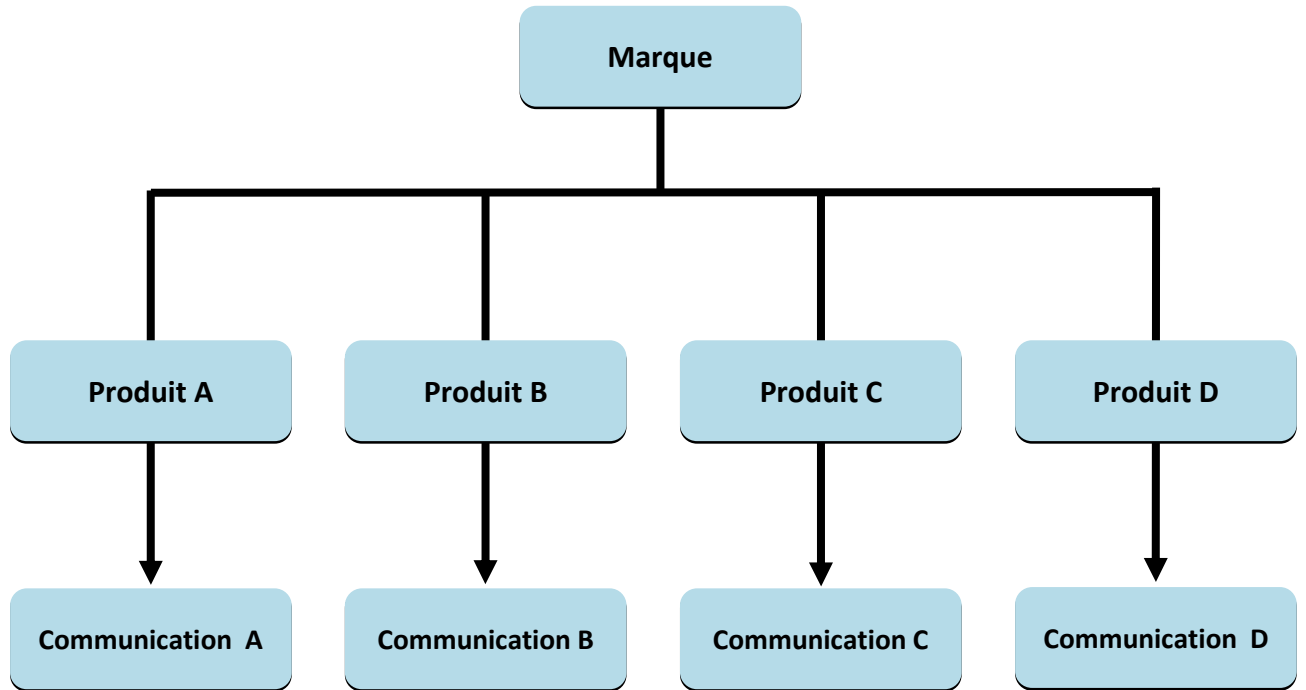 Marque
Produit A
Produit B
Produit C
Produit D
Communication A
Communication B
Communication C
Communication D